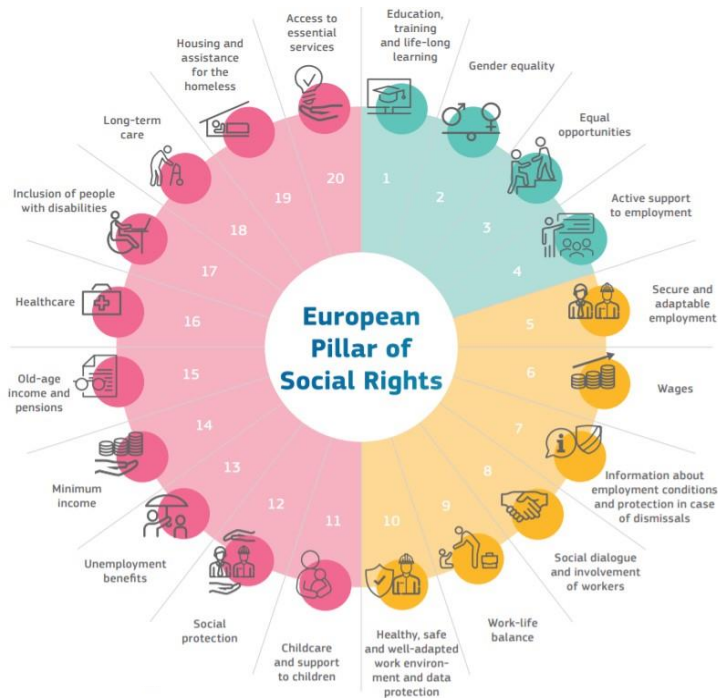 European
Pillar of
Social Rights
1
Education,
training
and life-long
learning
2
Gender equality
3
Equal
opportunities
4
Active support
to employment
5
Secure and
adaptable
employment
6
Wages
7
Information about
employment conditions
and protection in case
of dismissals
8
Social dialogue
and involvement
of workers
9
Work-life
balance
10
Healthy, safe
and well-adapted
work environ-
ment and data
protection
11
Childcare
and support
to children
12
Social
protection
13
Unemployment
benefits
14
Minimum
income
15
Old-age
income and
pensions
16
Healthcare
17
Inclusion of people
with disabilities
18
Long-term
care
19
Housing and
assistance
for the
homeless
20
Access to
essential
services
i